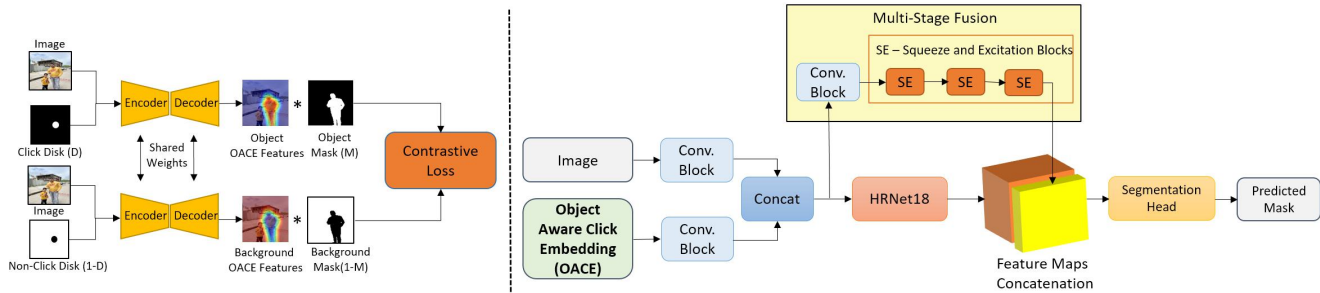 Image
Click Disk (D)
Encoder
Decoder
Object
OACE Features
*
Object
Mask (M)
Shared
Weights
Contrastive
Loss
Image
Non-Click Disk (1-D)
Encoder
Decoder
Background
OACE Features
*
Background
Mask(1-M)
Multi-Stage Fusion
SE – Squeeze and Excitation Blocks
Conv.
Block
SE
SE
SE
Image
Conv.
Block
Object
Aware Click
Embedding
(OACE)
Conv.
Block
Concat
HRNet18
Feature Maps
Concatenation
Segmentation
Head
Predicted
Mask